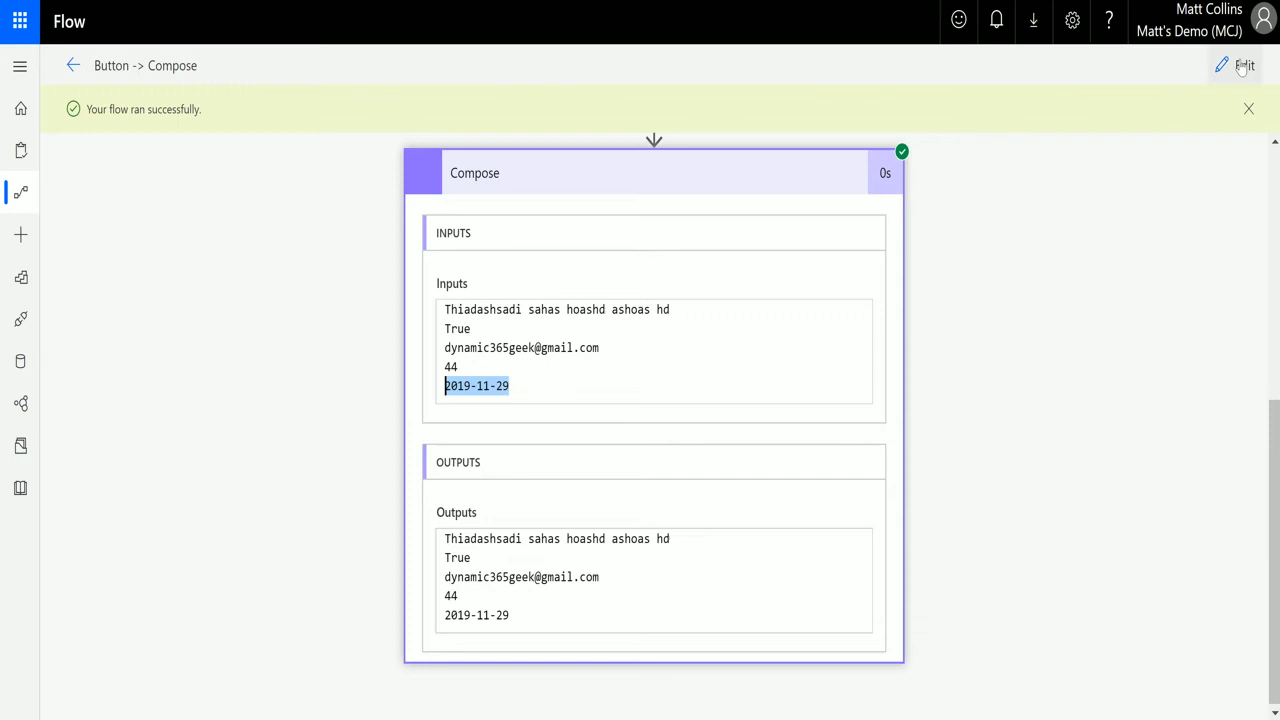 Flow
Matt Collins
Matt's Demo (MCJ)
Button -> Compose
Edit
Your flow ran successfully.
Compose
0s
INPUTS
Inputs
Thiadashsadi sahas hoashd ashoas hd
True
dynamic365geek@gmail.com
44
2019-11-29
OUTPUTS
Outputs
Thiadashsadi sahas hoashd ashoas hd
True
dynamic365geek@gmail.com
44
2019-11-29